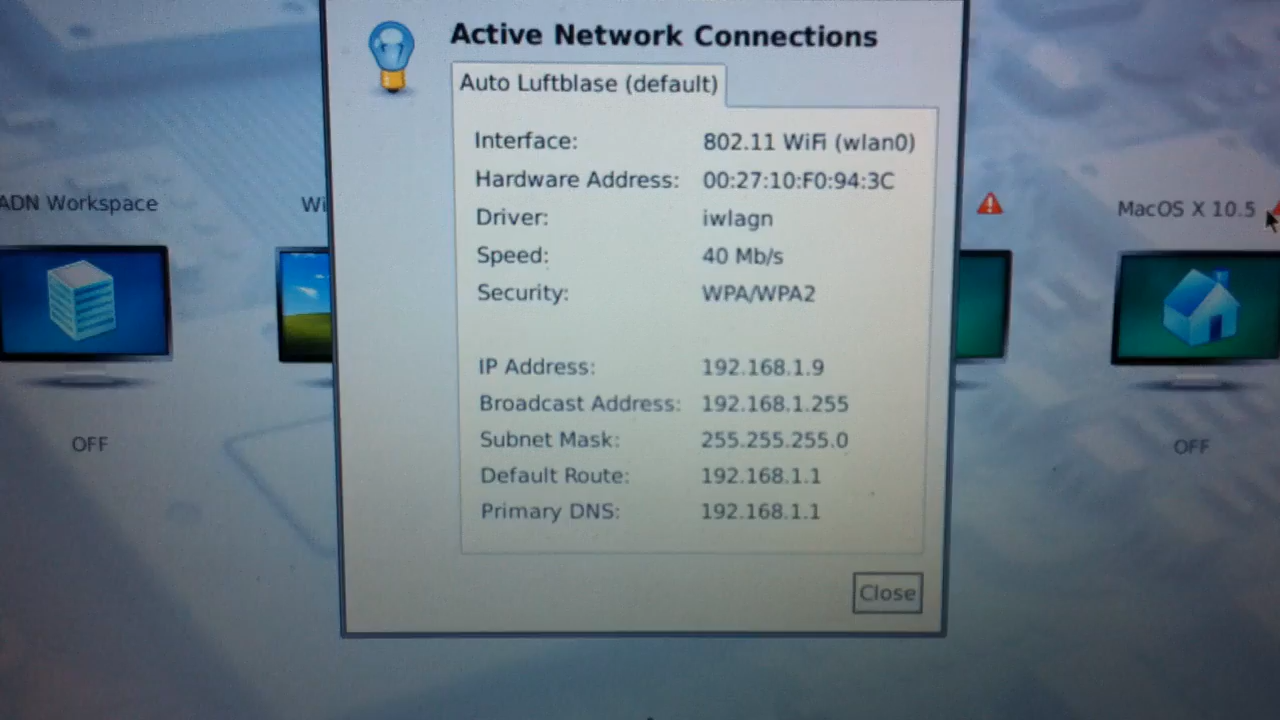 Active Network Connections
Auto Luftblase (default)
Interface: 802.11 WiFi (wlan0)
Hardware Address: 00:27:10:F0:94:3C
Driver: iwlagn
Speed: 40 Mb/s
Security: WPA/WPA2
IP Address: 192.168.1.9
Broadcast Address: 192.168.1.255
Subnet Mask: 255.255.255.0
Default Route: 192.168.1.1
Primary DNS: 192.168.1.1
Close
ADN Workspace
Wi
MacOS X 10.5
OFF
OFF